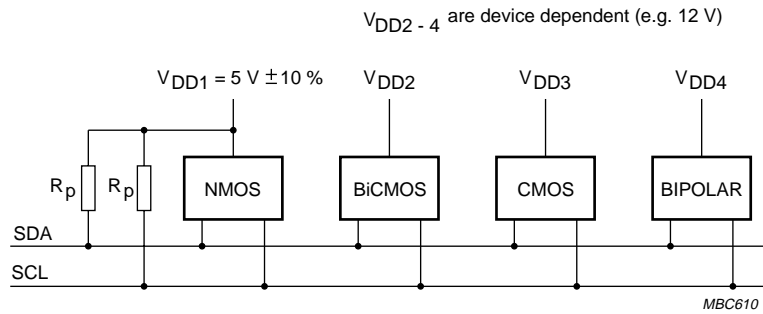 VDD2 - 4 are device dependent (e.g. 12 V)
VDD1 = 5 V ±10 % VDD2 VDD3 VDD4
Rp Rp NMOS BiCMOS CMOS BIPOLAR
SDA
SCL
MBC610